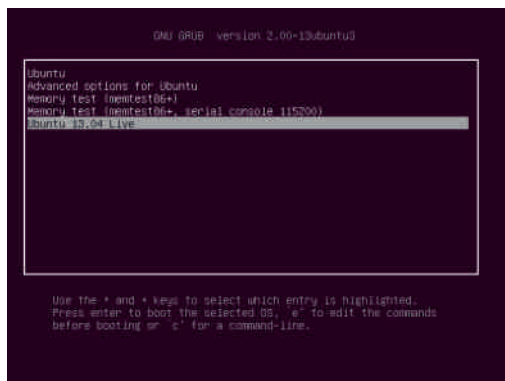 GNU GRUB version 2.00-13ubuntu3
Ubuntu
Advanced options for Ubuntu
Memory test (memtest86+)
Memory test (memtest86+, serial console 115200)
Ubuntu 13.04 Live
Use the and keys to select which entry is highlighted.
Press enter to boot the selected OS, `e' to edit the commands
before booting or `c' for a command-line.